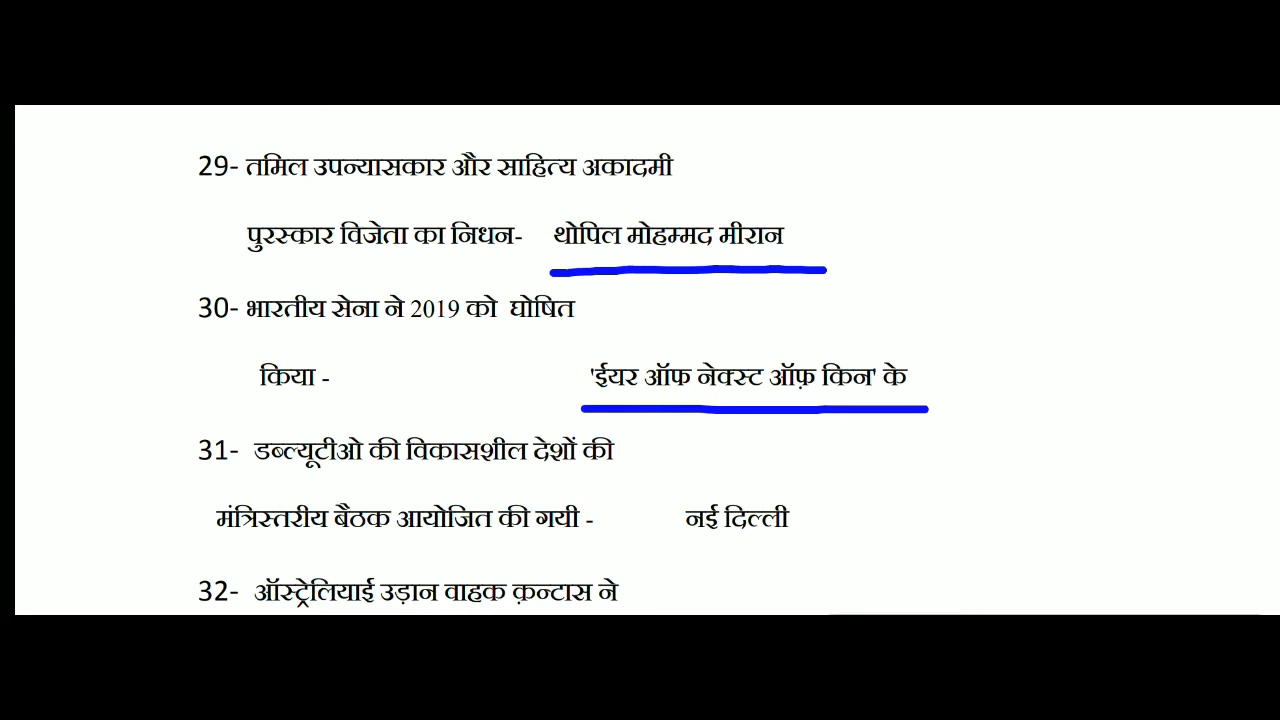 29- तमिल उपन्यासकार और साहित्य अकादमी
पुरस्कार विजेता का निधन- थोपिल मोहम्मद मीरान
30- भारतीय सेना ने 2019 को घोषित
किया - 'ईयर ऑफ नेक्स्ट ऑफ़ किन' के
31- डब्ल्यूटीओ की विकासशील देशों की
मंत्रिस्तरीय बैठक आयोजित की गयी - नई दिल्ली
32- ऑस्ट्रेलियाई उड़ान वाहक क़न्टास ने